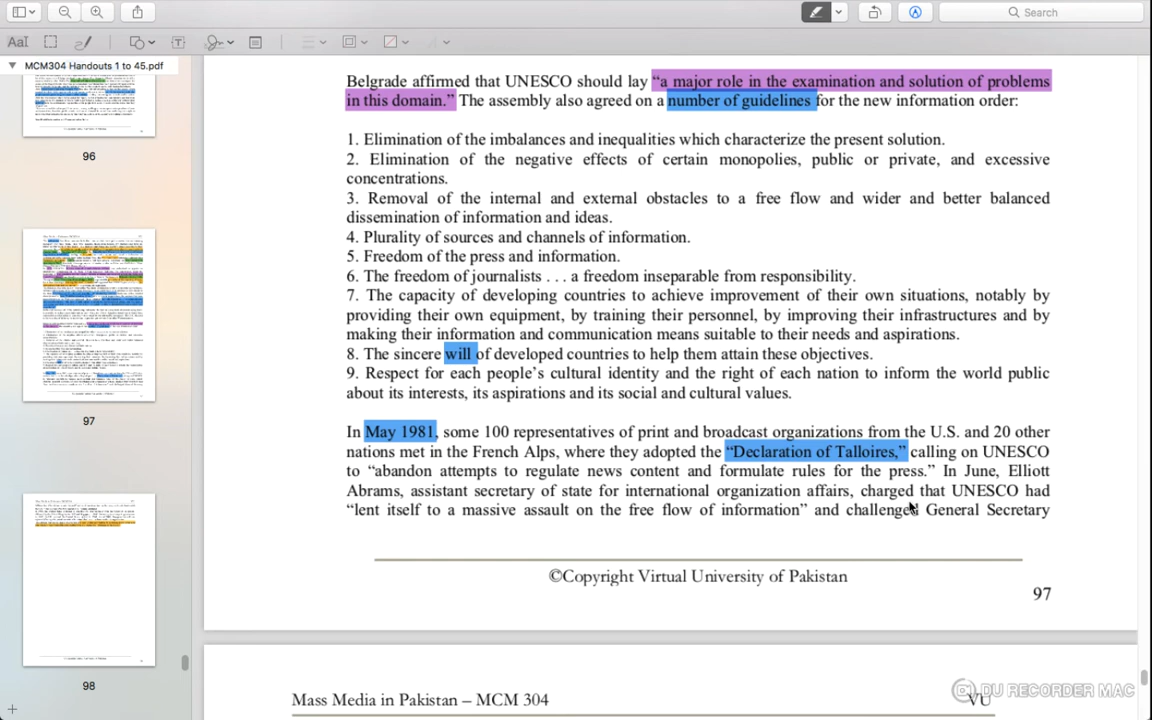 Search
AaI
T
MCM304 Handouts 1 to 45.pdf
96
97
98
Belgrade affirmed that UNESCO should lay “a major role in the examination and solution of problems
in this domain.” The assembly also agreed on a number of guidelines for the new information order:
1. Elimination of the imbalances and inequalities which characterize the present solution.
2. Elimination of the negative effects of certain monopolies, public or private, and excessive
concentrations.
3. Removal of the internal and external obstacles to a free flow and wider and better balanced
dissemination of information and ideas.
4. Plurality of sources and channels of information.
5. Freedom of the press and information.
6. The freedom of journalists . . . a freedom inseparable from responsibility.
7. The capacity of developing countries to achieve improvement of their own situations, notably by
providing their own equipment, by training their personnel, by improving their infrastructures and by
making their information and communication means suitable to their needs and aspirations.
8. The sincere will of developed countries to help them attain these objectives.
9. Respect for each people’s cultural identity and the right of each nation to inform the world public
about its interests, its aspirations and its social and cultural values.
In May 1981, some 100 representatives of print and broadcast organizations from the U.S. and 20 other
nations met in the French Alps, where they adopted the “Declaration of Talloires,” calling on UNESCO
to “abandon attempts to regulate news content and formulate rules for the press.” In June, Elliott
Abrams, assistant secretary of state for international organization affairs, charged that UNESCO had
“lent itself to a massive assault on the free flow of information” and challenged General Secretary
©Copyright Virtual University of Pakistan
97
Mass Media in Pakistan – MCM 304 VU
DU RECORDER MAC